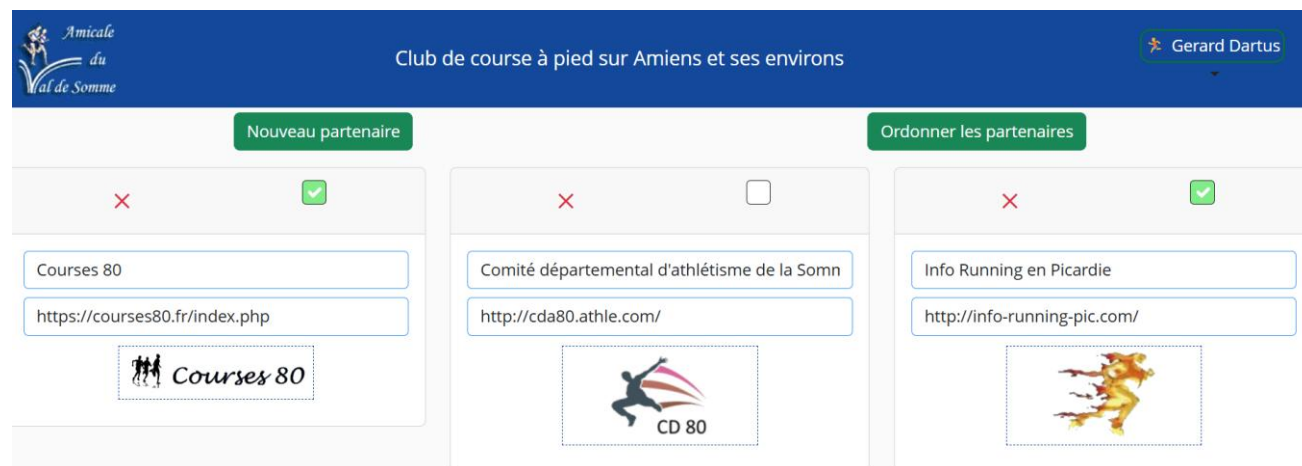 Amicale
du
Val de Somme
Club de course à pied sur Amiens et ses environs
Gerard Dartus
Nouveau partenaire
Ordonner les partenaires
Courses 80
https://courses80.fr/index.php
Courses 80
Comité départemental d'athlétisme de la Somn
http://cda80.athle.com/
CD 80
Info Running en Picardie
http://info-running-pic.com/